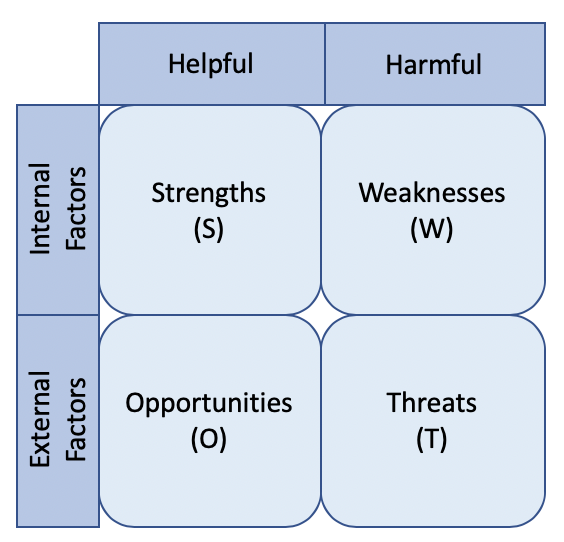 Helpful
Harmful
Internal
Factors
Strengths
(S)
Weaknesses
(W)
External
Factors
Opportunities
(O)
Threats
(T)